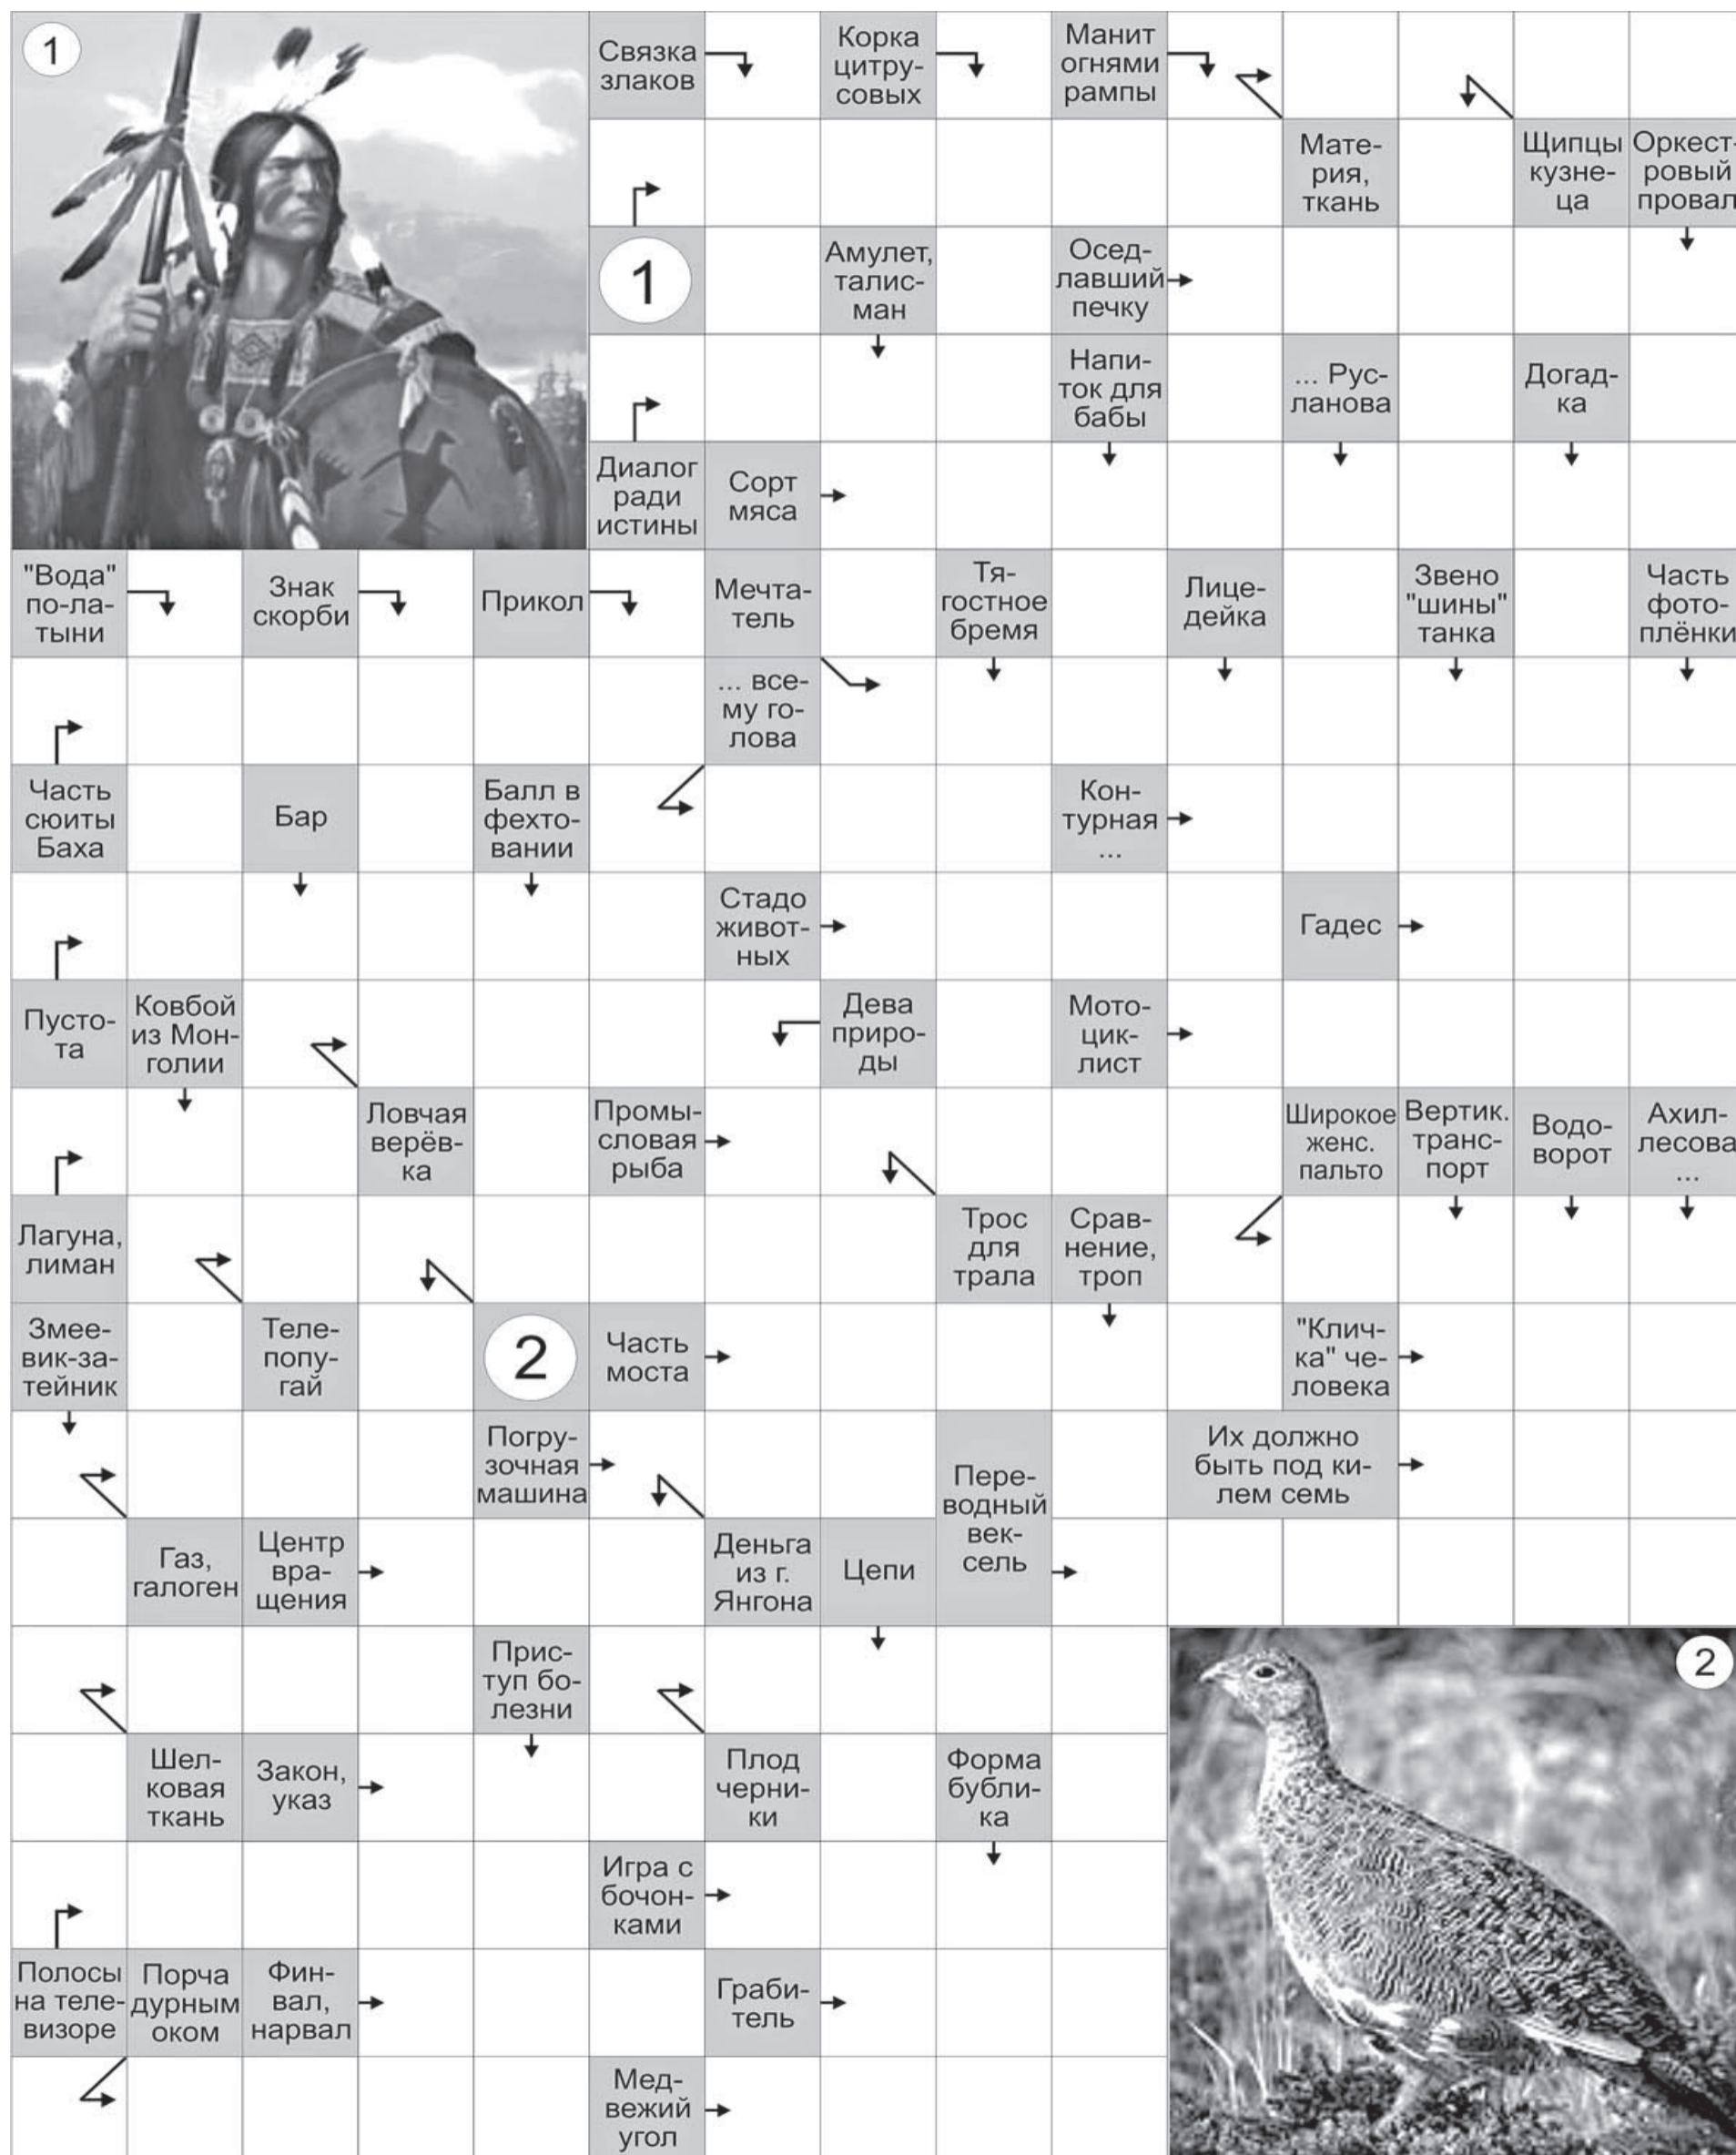 1
Связка
злаков
Корка
цитру-
совых
Манит
огнями
рампы
Мате-
рия,
ткань
Щипцы
кузне-
ца
Оркест-
ровый
провал
1
Амулет,
талис-
ман
Осед-
лавший
печку
Напи-
ток для
бабы
... Рус-
ланова
Догад-
ка
Диалог
ради
истины
Сорт
мяса
"Вода"
по-ла-
тыни
Знак
скорби
Прикол
Мечта-
тель
Тя-
гостное
бремя
Лице-
дейка
Звено
"шины"
танка
Часть
фото-
плёнки
... все-
му го-
лова
Часть
сюиты
Баха
Бар
Балл в
фехто-
вании
Кон-
турная
...
Стадо
живот-
ных
Гадес
Пусто-
та
Ковбой
из Мон-
голии
Дева
приро-
ды
Мото-
цик-
лист
Ловчая
верёв-
ка
Промы-
словая
рыба
Широкое
женс.
пальто
Вертик.
транс-
порт
Водо-
ворот
Ахил-
лесова
...
Лагуна,
лиман
Трос
для
трала
Срав-
нение,
троп
Змее-
вик-за-
тейник
Теле-
попу-
гай
2
Часть
моста
"Клич-
ка" че-
ловека
Погру-
зочная
машина
Пере-
водный
век-
сель
Их должно
быть под ки-
лем семь
Газ,
галоген
Центр
вра-
щения
Деньга
из г.
Янгона
Цепи
Прис-
туп бо-
лезни
2
Шел-
ковая
ткань
Закон,
указ
Плод
черни-
ки
Форма
бубли-
ка
Игра с
бочон-
ками
Полосы
на теле-
визоре
Порча
дурным
оком
Фин-
вал,
нарвал
Граби-
тель
Мед-
вежий
угол